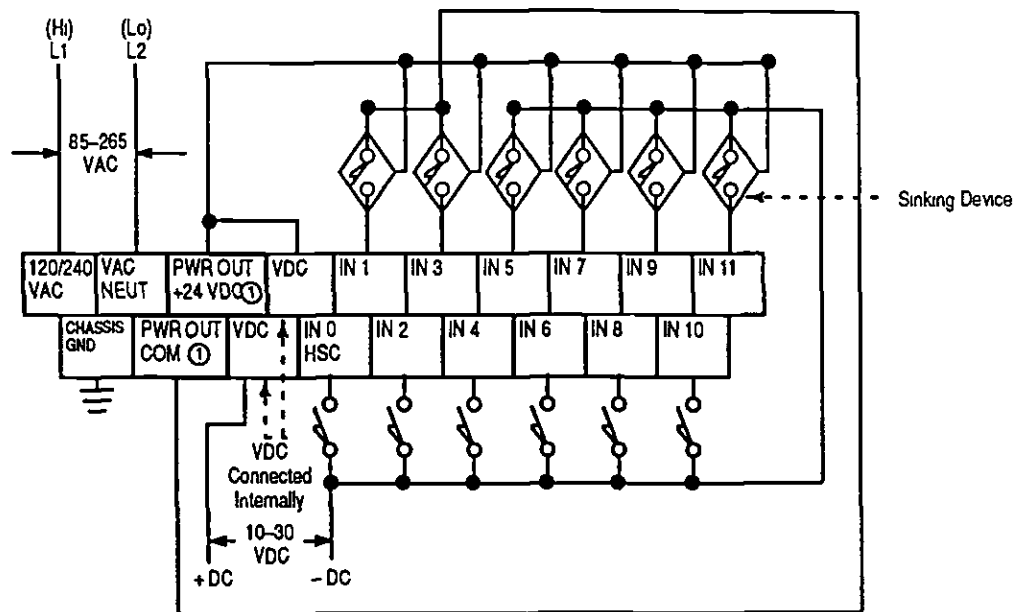 (Hi)
L1
(Lo)
L2
85–265
VAC
Sinking Device
120/240
VAC
VAC
NEUT
PWR OUT
+24 VDC①
VDC
IN 1
IN 3
IN 5
IN 7
IN 9
IN 11
CHASSIS
GND
PWR OUT
COM ①
VDC
IN 0
HSC
IN 2
IN 4
IN 6
IN 8
IN 10
VDC
Connected
Internally
10–30
VDC
+DC
–DC